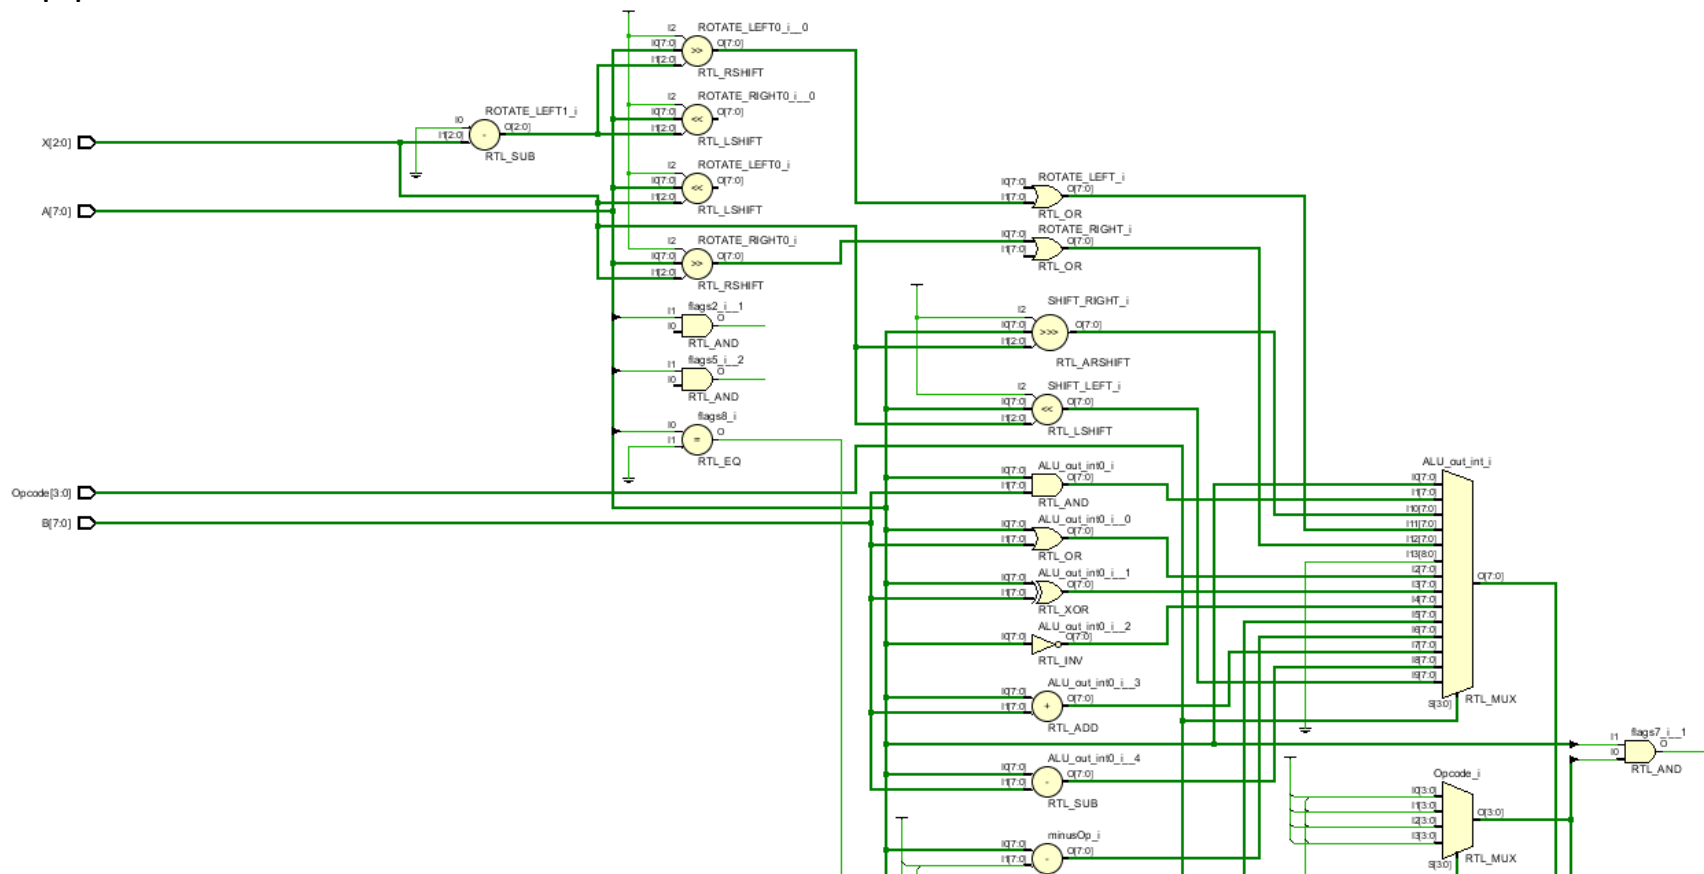 X[2:0]
A[7:0]
Opcode[3:0]
B[7:0]
ROTATE_LEFT1_i
I0
I1[2:0]
O[2:0]
-
RTL_SUB
ROTATE_LEFT0_i__0
I2
I0[7:0]
I1[2:0]
O[7:0]
>>
RTL_RSHIFT
ROTATE_RIGHT0_i__0
I2
I0[7:0]
I1[2:0]
O[7:0]
<<
RTL_LSHIFT
ROTATE_LEFT0_i
I2
I0[7:0]
I1[2:0]
O[7:0]
<<
RTL_LSHIFT
ROTATE_RIGHT0_i
I2
I0[7:0]
I1[2:0]
O[7:0]
>>
RTL_RSHIFT
flags2_i__1
I1
I0
O
RTL_AND
flags5_i__2
I1
I0
O
RTL_AND
flags8_i
I0
I1
O
=
RTL_EQ
ROTATE_LEFT_i
I0[7:0]
I1[7:0]
O[7:0]
RTL_OR
ROTATE_RIGHT_i
I0[7:0]
I1[7:0]
O[7:0]
RTL_OR
SHIFT_RIGHT_i
I2
I0[7:0]
I1[2:0]
O[7:0]
>>>
RTL_ARSHIFT
SHIFT_LEFT_i
I2
I0[7:0]
I1[2:0]
O[7:0]
<<
RTL_LSHIFT
ALU_out_int0_i
I0[7:0]
I1[7:0]
O[7:0]
RTL_AND
ALU_out_int0_i__0
I0[7:0]
I1[7:0]
O[7:0]
RTL_OR
ALU_out_int0_i__1
I0[7:0]
I1[7:0]
O[7:0]
RTL_XOR
ALU_out_int0_i__2
I0[7:0]
O[7:0]
RTL_INV
ALU_out_int0_i__3
I0[7:0]
I1[7:0]
O[7:0]
+
RTL_ADD
ALU_out_int0_i__4
I0[7:0]
I1[7:0]
O[7:0]
-
RTL_SUB
minusOp_i
I0[7:0]
I1[7:0]
O[7:0]
-
ALU_out_int_i
I0[7:0]
I1[7:0]
I10[7:0]
I11[7:0]
I12[7:0]
I13[8:0]
I2[7:0]
I3[7:0]
I4[7:0]
I5[7:0]
I6[7:0]
I7[7:0]
I8[7:0]
I9[7:0]
S[3:0]
O[7:0]
RTL_MUX
flags7_i__1
I1
I0
O
RTL_AND
Opcode_i
I0[3:0]
I1[3:0]
I2[3:0]
I3[3:0]
S[3:0]
O[3:0]
RTL_MUX